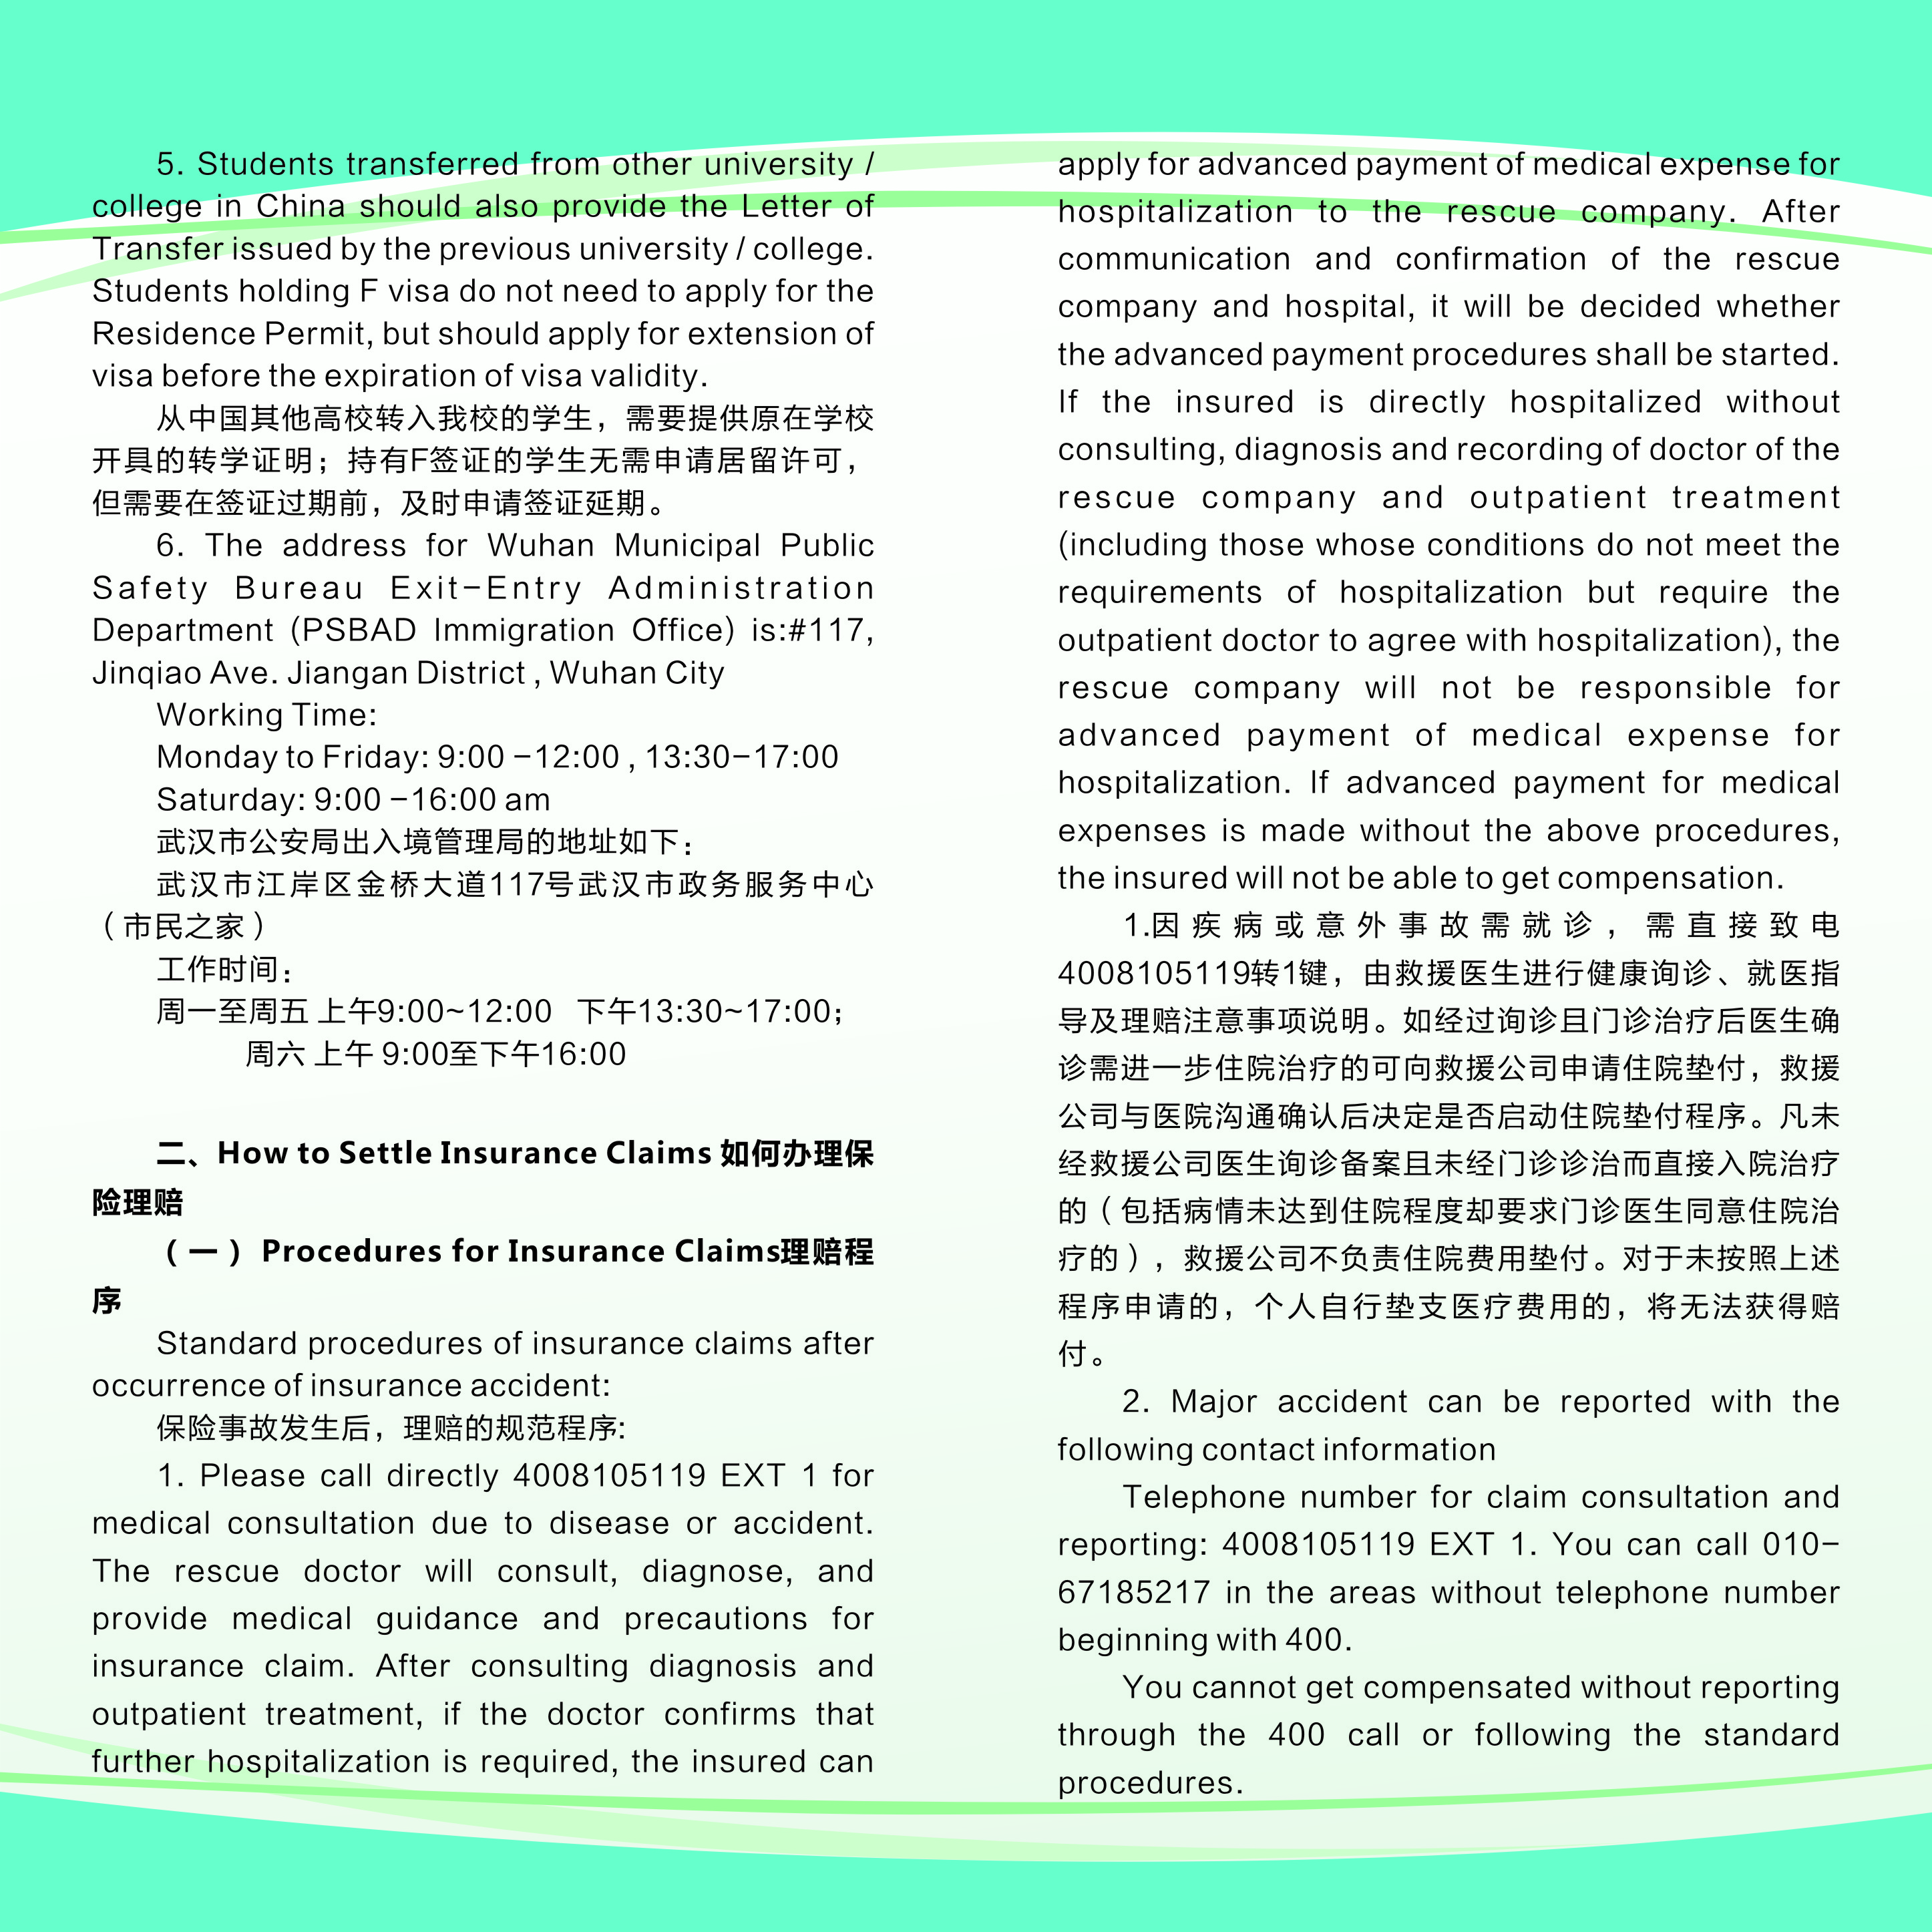 5. Students transferred from other university /
college in China should also provide the Letter of
Transfer issued by the previous university / college.
Students holding F visa do not need to apply for the
Residence Permit, but should apply for extension of
visa before the expiration of visa validity.
从中国其他高校转入我校的学生，需要提供原在学校
开具的转学证明；持有F签证的学生无需申请居留许可，
但需要在签证过期前，及时申请签证延期。
6. The address for Wuhan Municipal Public
Safety Bureau Exit-Entry Administration
Department (PSBAD Immigration Office) is:#117,
Jinqiao Ave. Jiangan District , Wuhan City
Working Time:
Monday to Friday: 9:00 -12:00 , 13:30-17:00
Saturday: 9:00 -16:00 am
武汉市公安局出入境管理局的地址如下：
武汉市江岸区金桥大道117号武汉市政务服务中心
（市民之家）
工作时间：
周一至周五 上午9:00~12:00 下午13:30~17:00；
周六 上午 9:00至下午16:00
二、How to Settle Insurance Claims 如何办理保
险理赔
（一） Procedures for Insurance Claims理赔程
序
Standard procedures of insurance claims after
occurrence of insurance accident:
保险事故发生后，理赔的规范程序:
1. Please call directly 4008105119 EXT 1 for
medical consultation due to disease or accident.
The rescue doctor will consult, diagnose, and
provide medical guidance and precautions for
insurance claim. After consulting diagnosis and
outpatient treatment, if the doctor confirms that
further hospitalization is required, the insured can
apply for advanced payment of medical expense for
hospitalization to the rescue company. After
communication and confirmation of the rescue
company and hospital, it will be decided whether
the advanced payment procedures shall be started.
If the insured is directly hospitalized without
consulting, diagnosis and recording of doctor of the
rescue company and outpatient treatment
(including those whose conditions do not meet the
requirements of hospitalization but require the
outpatient doctor to agree with hospitalization), the
rescue company will not be responsible for
advanced payment of medical expense for
hospitalization. If advanced payment for medical
expenses is made without the above procedures,
the insured will not be able to get compensation.
1.因疾病或意外事故需就诊，需直接致电
4008105119转1键，由救援医生进行健康询诊、就医指
导及理赔注意事项说明。如经过询诊且门诊治疗后医生确
诊需进一步住院治疗的可向救援公司申请住院垫付，救援
公司与医院沟通确认后决定是否启动住院垫付程序。凡未
经救援公司医生询诊备案且未经门诊诊治而直接入院治疗
的（包括病情未达到住院程度却要求门诊医生同意住院治
疗的），救援公司不负责住院费用垫付。对于未按照上述
程序申请的，个人自行垫支医疗费用的，将无法获得赔
付。
2. Major accident can be reported with the
following contact information
Telephone number for claim consultation and
reporting: 4008105119 EXT 1. You can call 010-
67185217 in the areas without telephone number
beginning with 400.
You cannot get compensated without reporting
through the 400 call or following the standard
procedures.